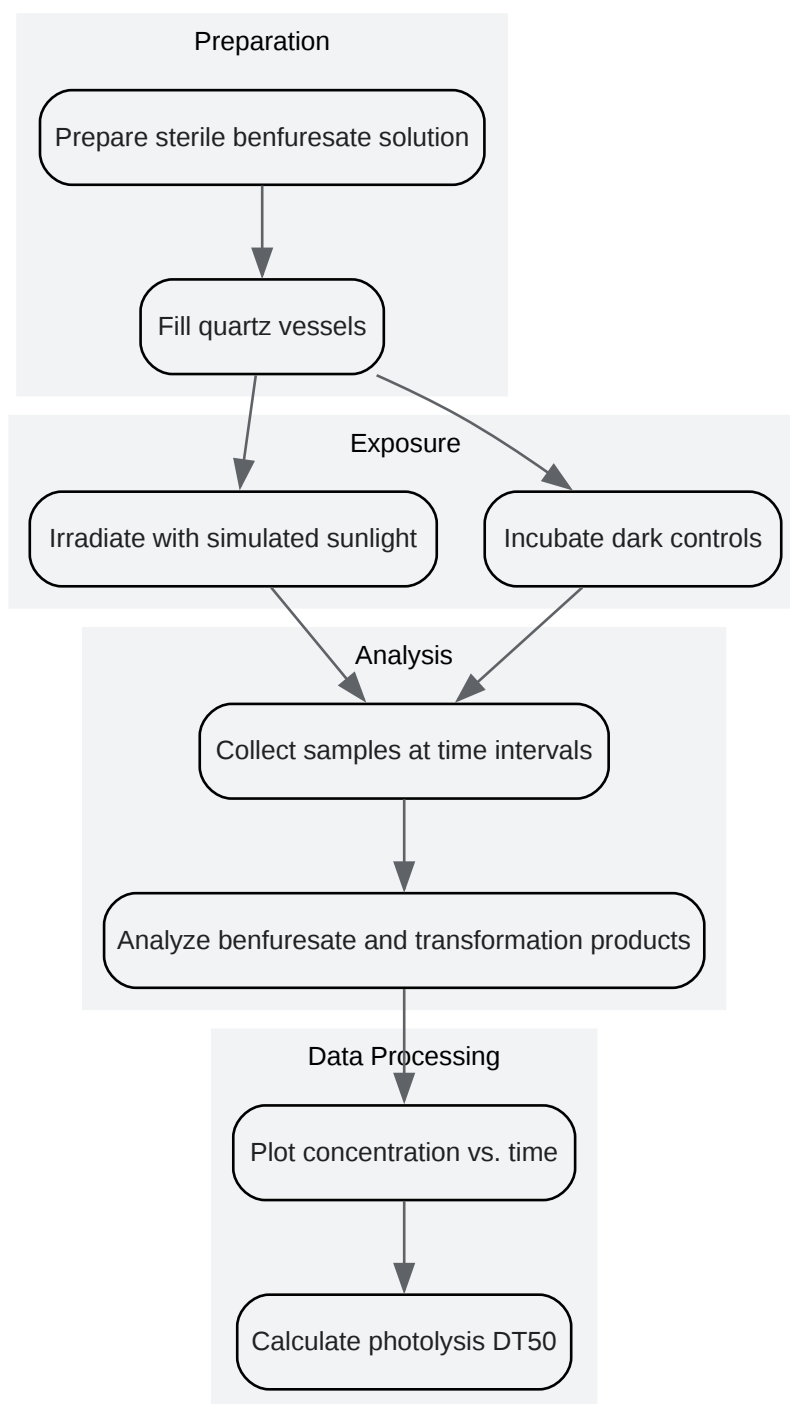 Preparation
Prepare sterile benfuresate solution
Fill quartz vessels
Exposure
Irradiate with simulated sunlight
Incubate dark controls
Analysis
Collect samples at time intervals
Analyze benfuresate and transformation products
Data Processing
Plot concentration vs. time
Calculate photolysis DT50